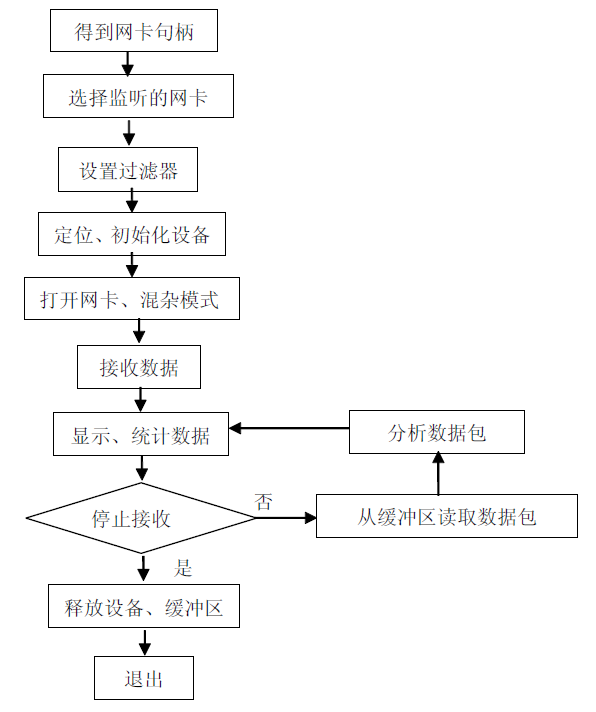 得到网卡句柄
选择监听的网卡
设置过滤器
定位、初始化设备
打开网卡、混杂模式
接收数据
显示、统计数据
分析数据包
停止接收
否
从缓冲区读取数据包
是
释放设备、缓冲区
退出